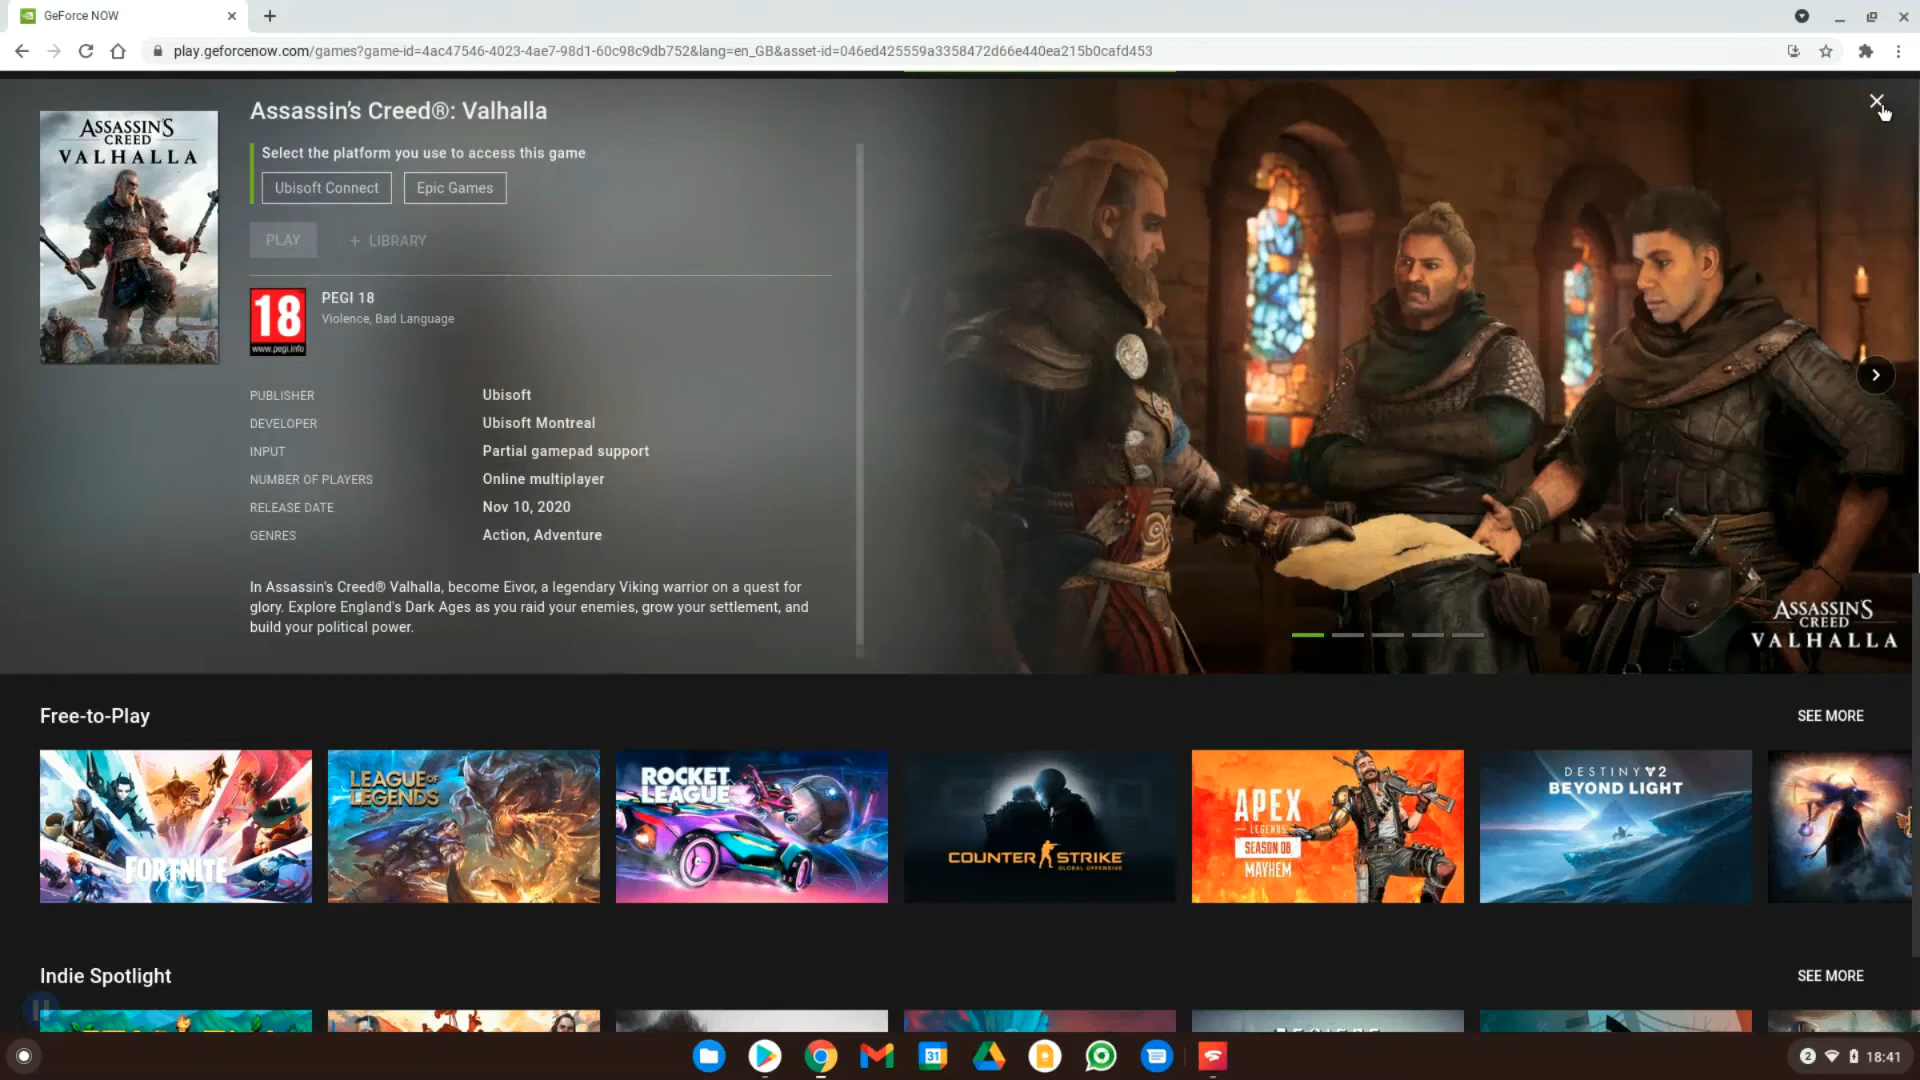 GeForce NOW
play.geforcenow.com/games?game-id=4ac47546-4023-4ae7-98d1-60c98c9db752&lang=en_GB&asset-id=046ed425559a3358472d66e440ea215b0cafd453
ASSASSIN'S
CREED
VALHALLA
Assassin's Creed®: Valhalla
Select the platform you use to access this game
Ubisoft Connect
Epic Games
PLAY
+ LIBRARY
18
www.pegi.info
PEGI 18
Violence, Bad Language
PUBLISHER Ubisoft
DEVELOPER Ubisoft Montreal
INPUT Partial gamepad support
NUMBER OF PLAYERS Online multiplayer
RELEASE DATE Nov 10, 2020
GENRES Action, Adventure
In Assassin's Creed® Valhalla, become Eivor, a legendary Viking warrior on a quest for
glory. Explore England's Dark Ages as you raid your enemies, grow your settlement, and
build your political power.
ASSASSIN'S
CREED
VALHALLA
Free-to-Play
SEE MORE
FORTNITE
LEAGUE OF
LEGENDS
ROCKET
LEAGUE
COUNTER STRIKE
GLOBAL OFFENSIVE
APEX
LEGENDS
SEASON 08
MAYHEM
DESTINY 2
BEYOND LIGHT
Indie Spotlight
SEE MORE
31
2
18:41